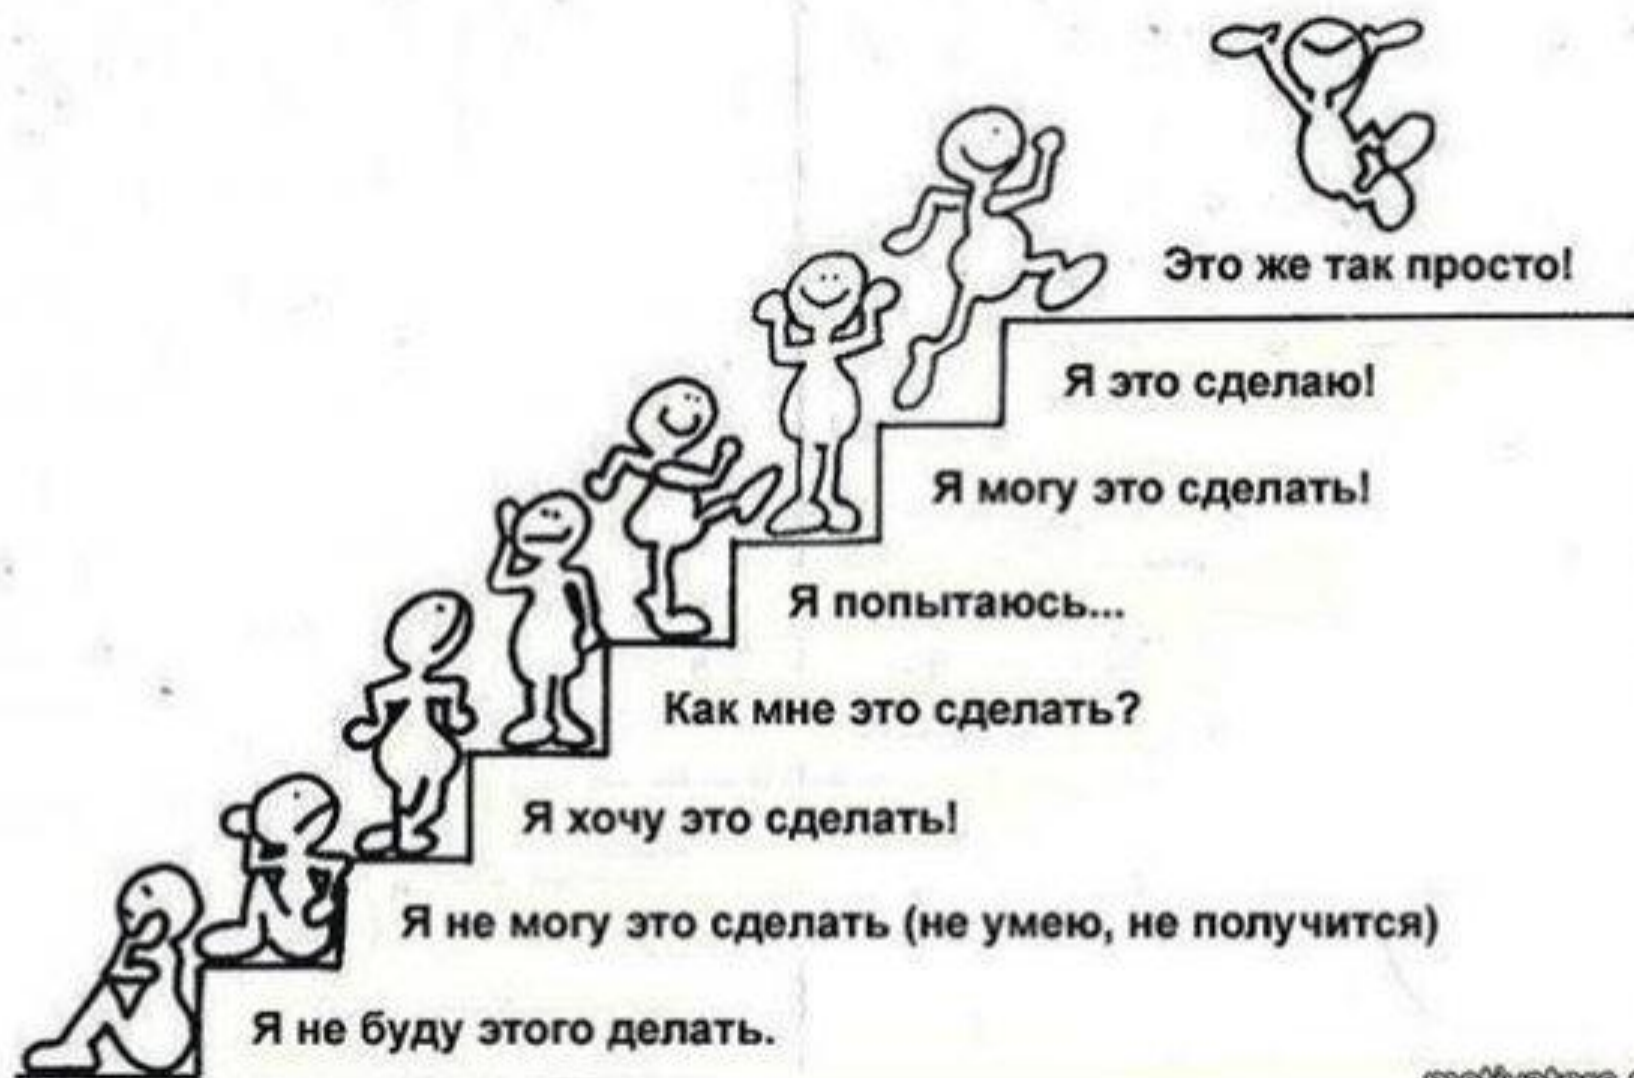 Это же так просто!
Я это сделаю!
Я могу это сделать!
Я попытаюсь...
Как мне это сделать?
Я хочу это сделать!
Я не могу это сделать (не умею, не получится)
Я не буду этого делать.